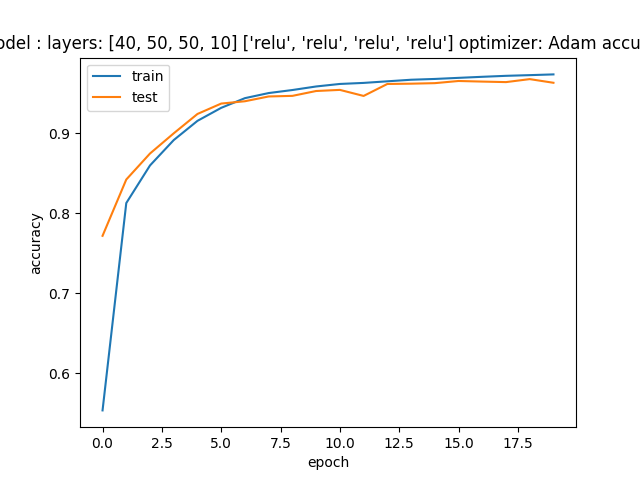 layers: [40, 50, 50, 10] ['relu', 'relu', 'relu', 'relu'] optimizer: Adam
train
test
0.9
0.8
0.7
0.6
accuracy
0.0 2.5 5.0 7.5 10.0 12.5 15.0 17.5
epoch